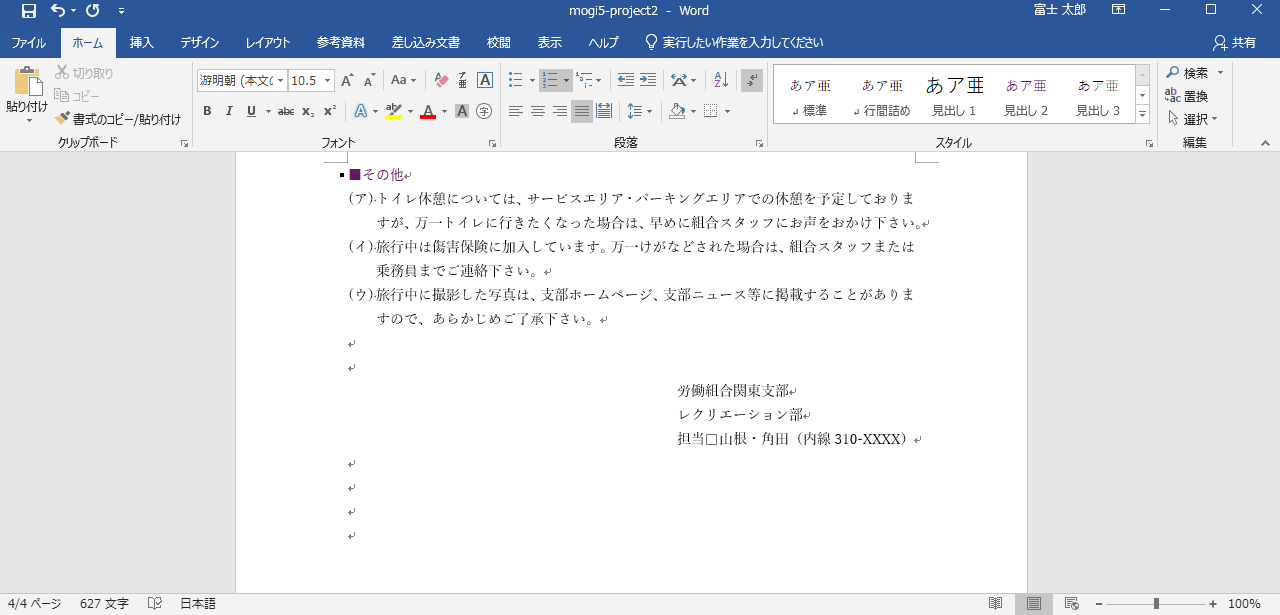 mogi5-project2 - Word
富士 太郎
ファイル ホーム 挿入 デザイン レイアウト 参考資料 差し込み文書 校閲 表示 ヘルプ 実行したい作業を入力してください 共有
貼り付け
切り取り
コピー
書式のコピー/貼り付け
クリップボード
游明朝 (本文の 10.5
フォント
段落
あア亜 あア亜 あア亜 あア亜 あア亜
標準 行間詰め 見出し 1 見出し 2 見出し 3
スタイル
検索
置換
選択
編集
■その他
(ア) トイレ休憩については、サービスエリア・パーキングエリアでの休憩を予定しておりま
すが、万一トイレに行きたくなった場合は、早めに組合スタッフにお声をおかけ下さい。
(イ) 旅行中は傷害保険に加入しています。万一けがなどされた場合は、組合スタッフまたは
乗務員までご連絡下さい。
(ウ) 旅行中に撮影した写真は、支部ホームページ、支部ニュース等に掲載することがありま
すので、あらかじめご了承下さい。
労働組合関東支部
レクリエーション部
担当□山根・角田（内線 310-XXXX）
4/4 ページ 627 文字 日本語 100%